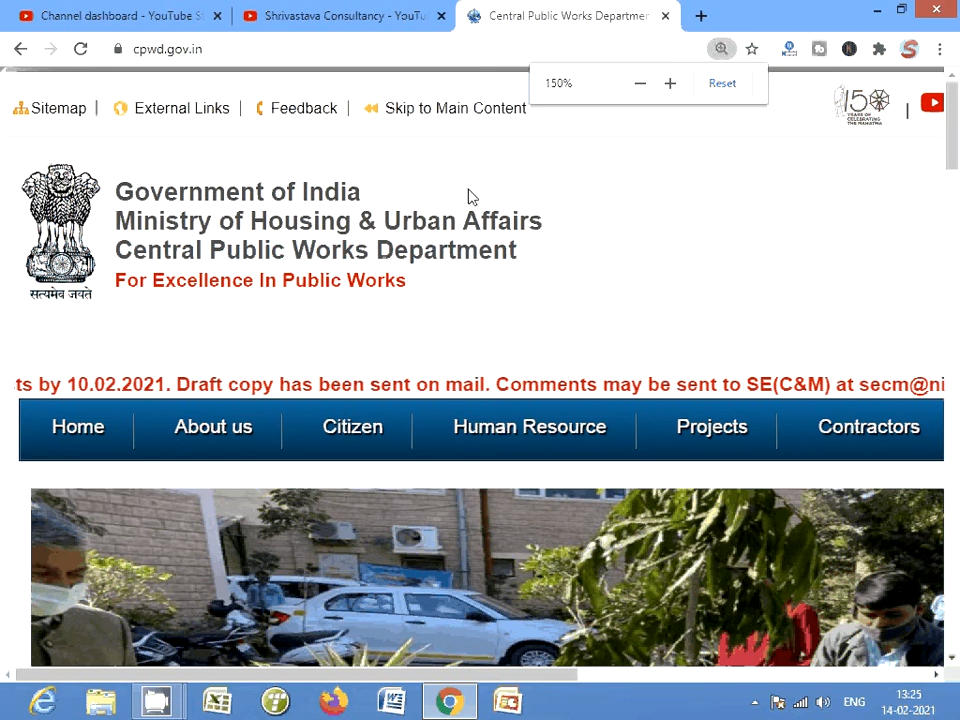 Channel dashboard - YouTube S
Shrivastava Consultancy - YouTu
Central Public Works Departmen
cpwd.gov.in
150%
Reset
Sitemap |
External Links |
Feedback |
Skip to Main Content
150
YEARS OF
CELEBRATING
THE MAHATMA
|
Government of India
Ministry of Housing & Urban Affairs
Central Public Works Department
For Excellence In Public Works
सत्यमेव जयते
ts by 10.02.2021. Draft copy has been sent on mail. Comments may be sent to SE(C&M) at secm@ni
Home
About us
Citizen
Human Resource
Projects
Contractors
ENG
13:25
14-02-2021